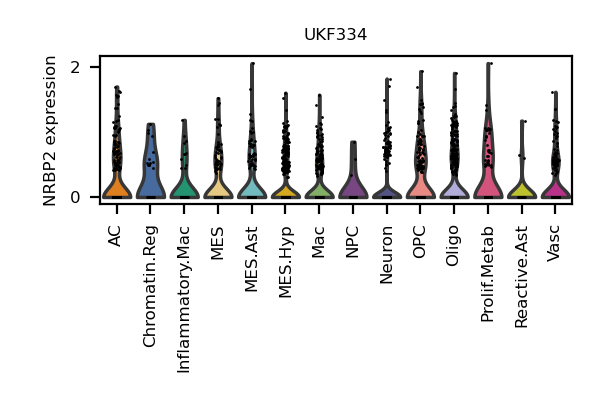 UKF334
NRBP2 expression
2
0
AC
Chromatin.Reg
Inflammatory.Mac
MES
MES.Ast
MES.Hyp
Mac
NPC
Neuron
OPC
Oligo
Prolif.Metab
Reactive.Ast
Vasc